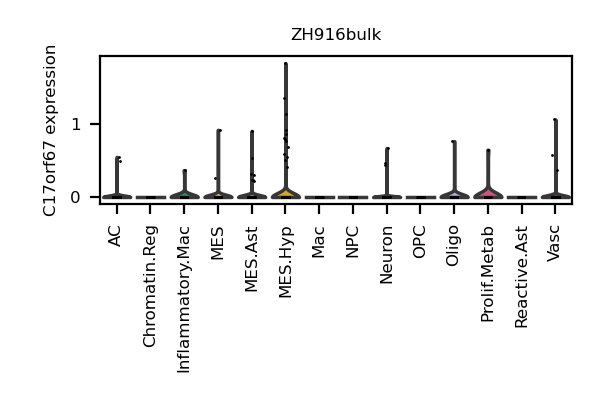 ZH916bulk
C17orf67 expression
1
0
AC
Chromatin.Reg
Inflammatory.Mac
MES
MES.Ast
MES.Hyp
Mac
NPC
Neuron
OPC
Oligo
Prolif.Metab
Reactive.Ast
Vasc